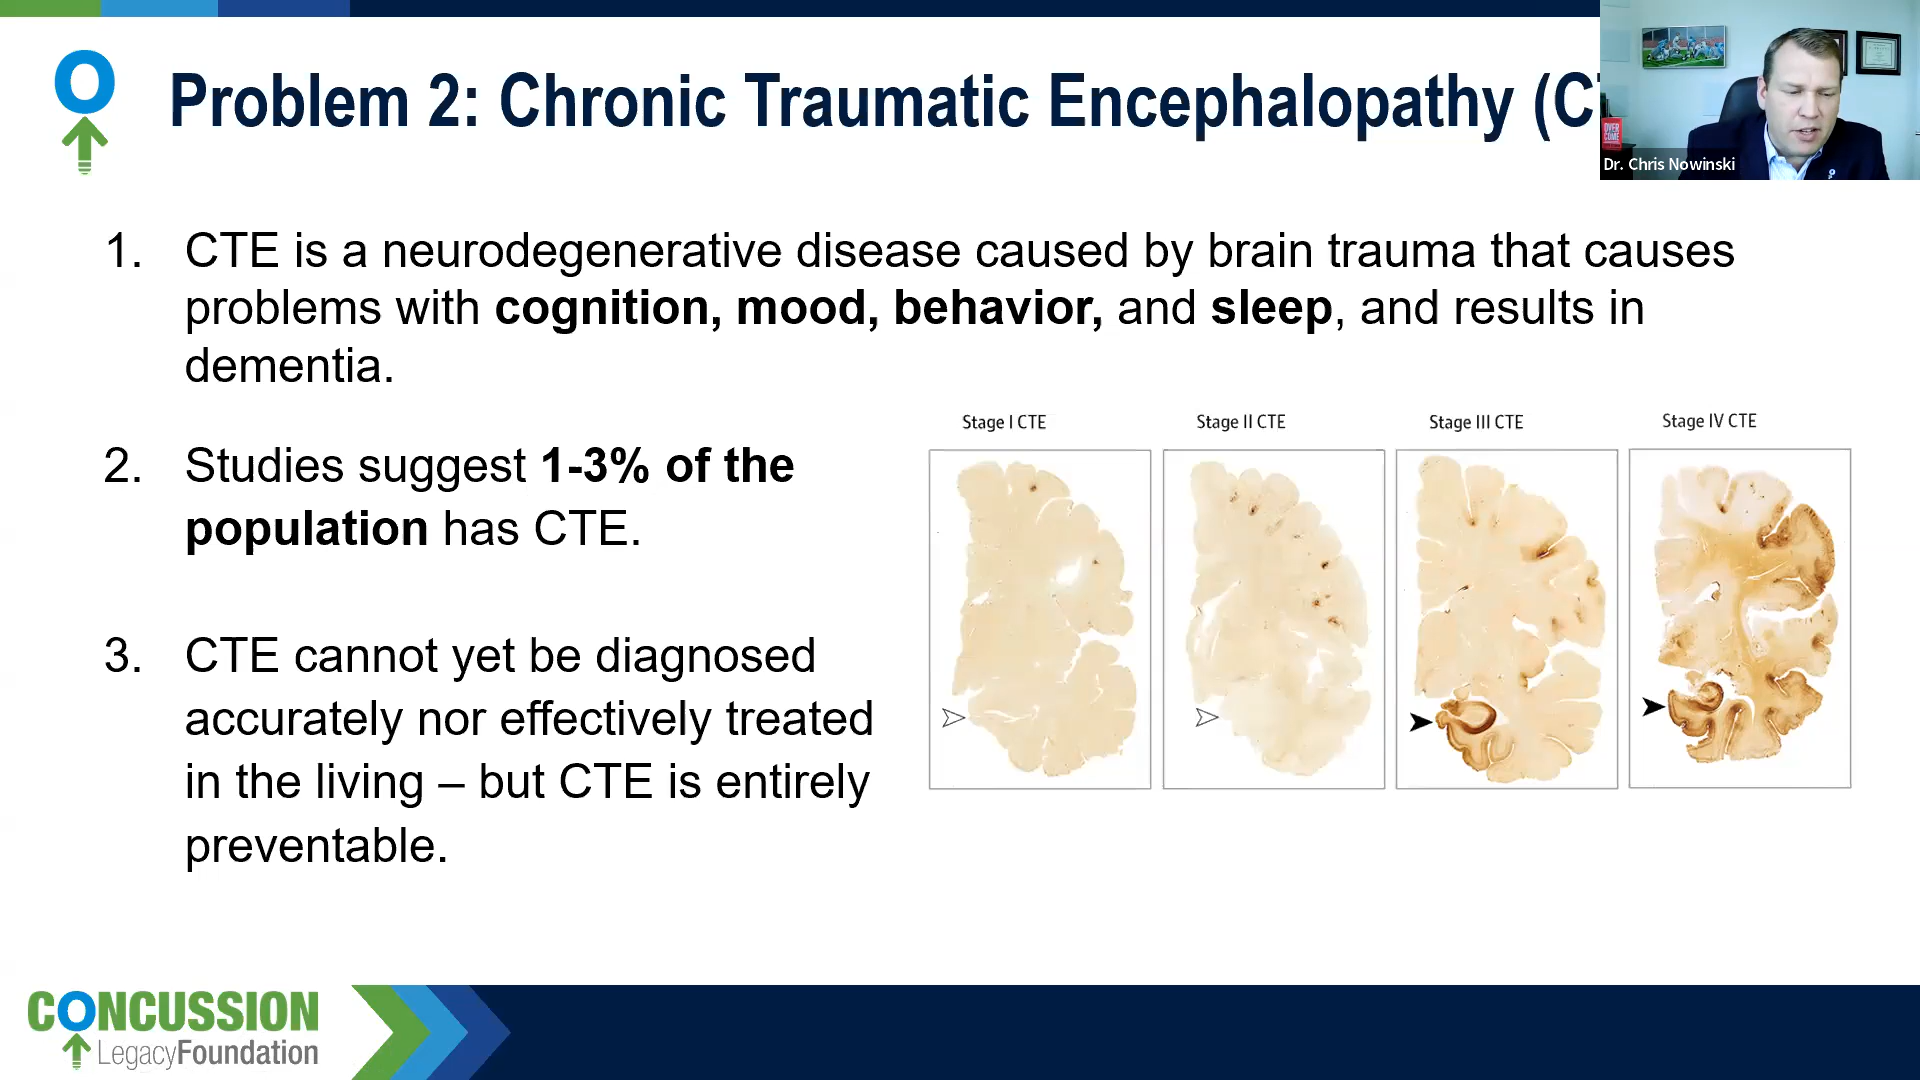 Problem 2: Chronic Traumatic Encephalopathy (C
Dr. Chris Nowinski
OVER
COME
1. CTE is a neurodegenerative disease caused by brain trauma that causes
problems with cognition, mood, behavior, and sleep, and results in
dementia.
2. Studies suggest 1-3% of the
population has CTE.
3. CTE cannot yet be diagnosed
accurately nor effectively treated
in the living – but CTE is entirely
preventable.
Stage I CTE
Stage II CTE
Stage III CTE
Stage IV CTE
CONCUSSION
LegacyFoundation